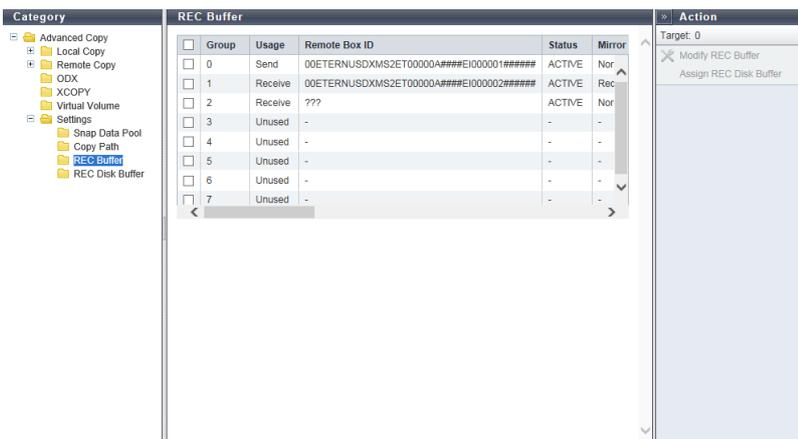 Category
Advanced Copy
Local Copy
Remote Copy
ODX
XCOPY
Virtual Volume
Settings
Snap Data Pool
Copy Path
REC Buffer
REC Disk Buffer
REC Buffer
Group Usage Remote Box ID Status Mirror
0 Send 00ETERNUSDXMS2ET00000A####EI000001###### ACTIVE Nor
1 Receive 00ETERNUSDXMS2ET00000A####EI000002###### ACTIVE Rec
2 Receive ??? ACTIVE Nor
3 Unused - - -
4 Unused - - -
5 Unused - - -
6 Unused - - -
7 Unused - - -
» Action
Target: 0
Modify REC Buffer
Assign REC Disk Buffer